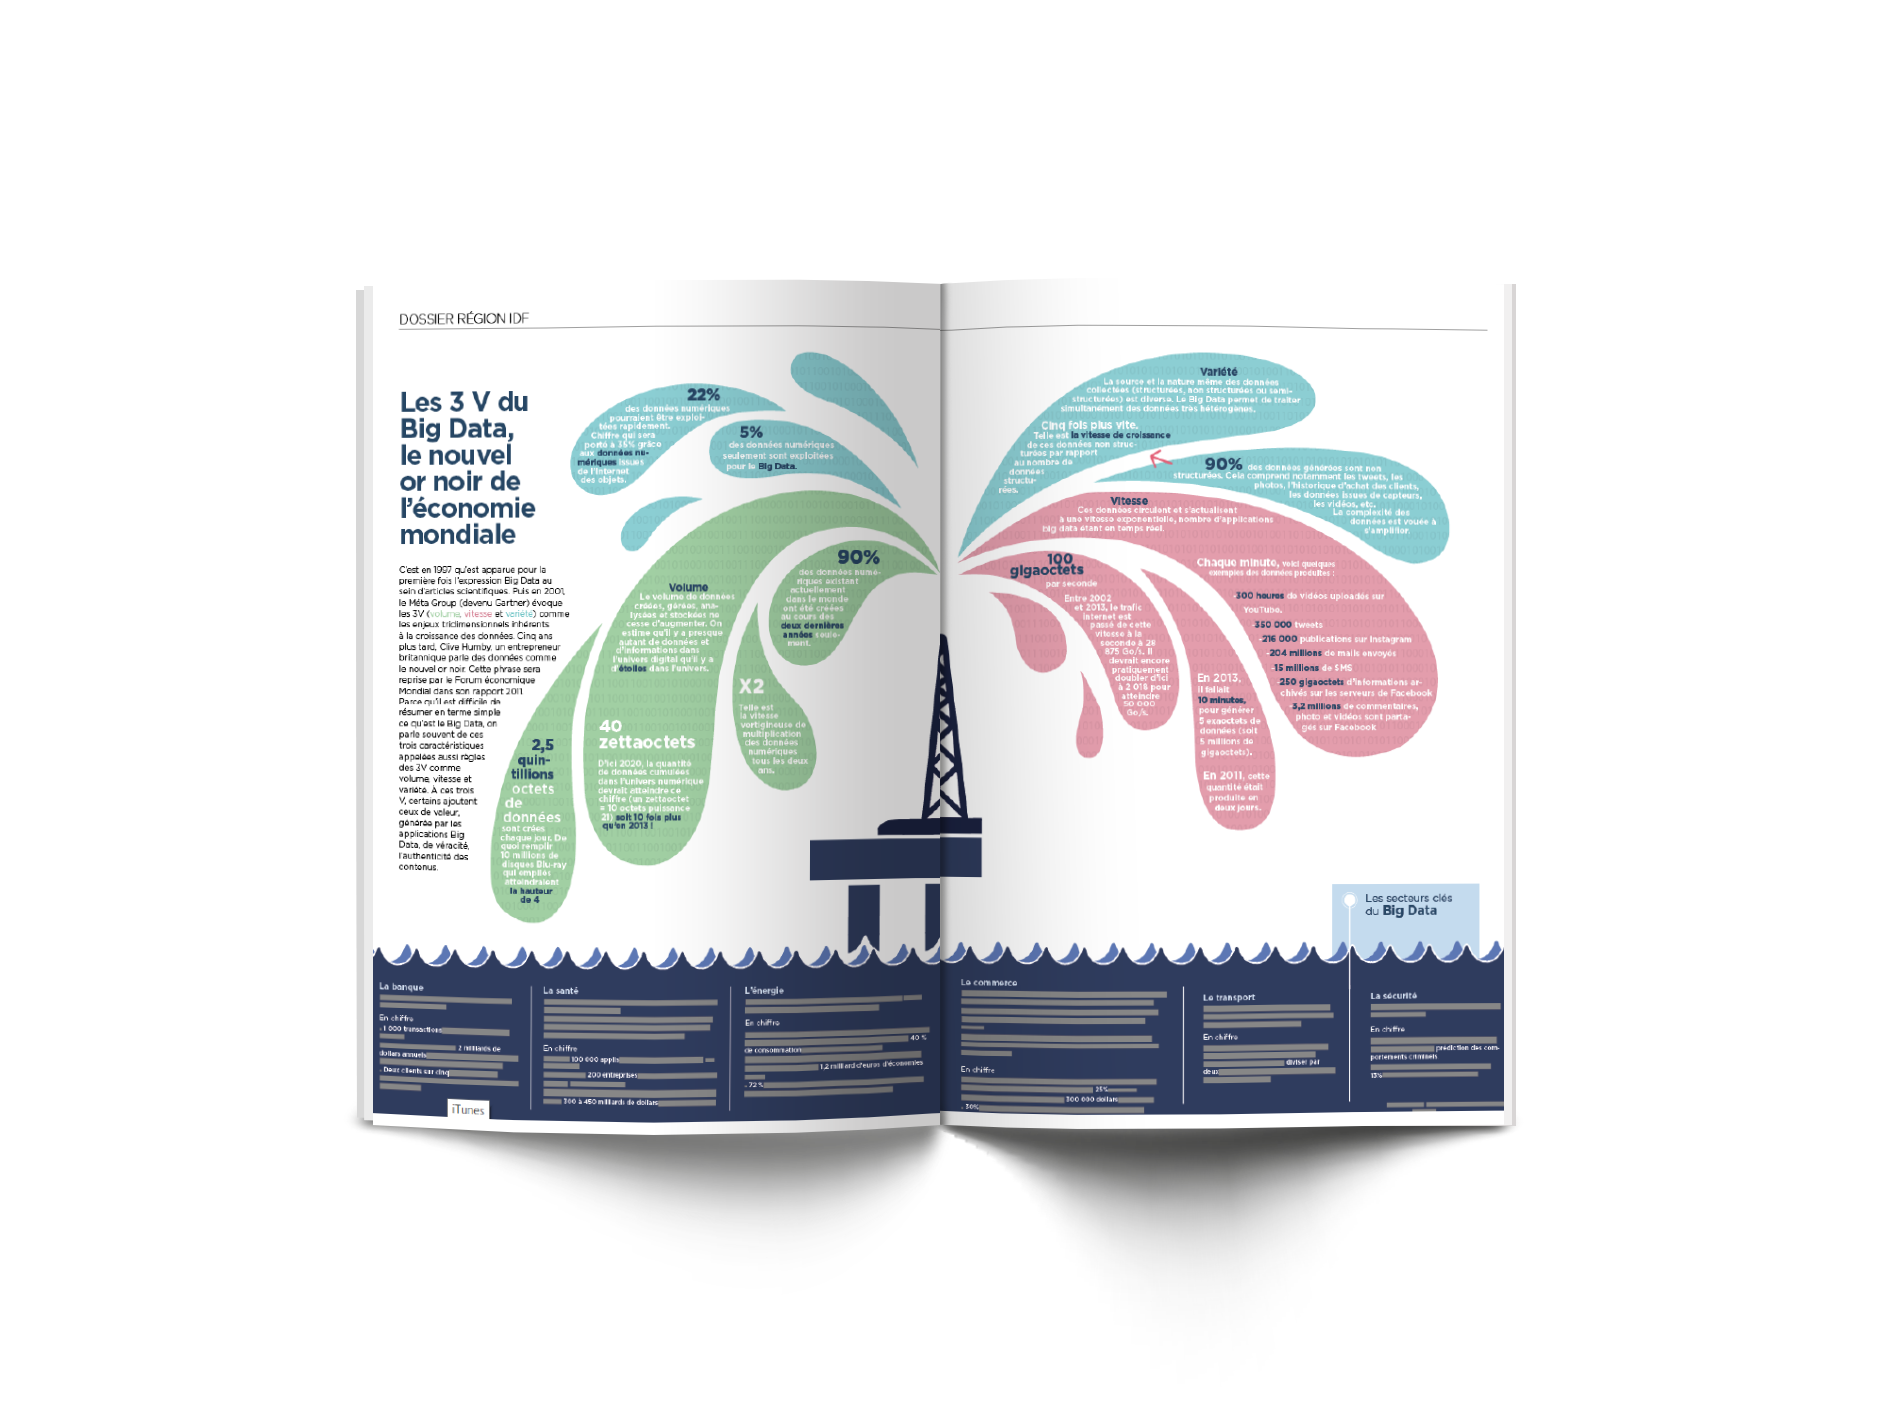 DOSSIER RÉGION IDF
Les 3 V du
Big Data,
le nouvel
or noir de
l'économie
mondiale
C'est en 1997 qu'est apparue pour la
première fois l'expression Big Data au
sein d'articles scientifiques. Puis en 2001,
le Méta Group (devenu Gartner) évoque
les 3V (volume, vitesse et variété) comme
les enjeux tridimensionnels inhérents
à la croissance des données. Cinq ans
plus tard, Clive Humby, un entrepreneur
britannique parle des données comme
le nouvel or noir. Cette phrase sera
reprise par le Forum économique
Mondial dans son rapport 2011.
Parce qu'il est difficile de
résumer en terme simple
ce qu'est le Big Data, on
parle souvent de ces
trois caractéristiques
appelées aussi règles
des 3V comme
volume, vitesse et
variété. À ces trois
V, certains ajoutent
ceux de valeur,
générée par les
applications Big
Data, de véracité,
l'authenticité des
contenus.
22%
des données numériques
pourraient être exploi-
tées rapidement.
Chiffre qui sera
porté à 35% grâce
aux données nu-
mériques issues
de l'Internet
des objets.
5%
des données numériques
seulement sont exploitées
pour le Big Data.
2,5
quin-
tillions
octets
de
données
sont créés
chaque jour. De
quoi remplir
10 millions de
disques Blu-ray
qui empilés
atteindraient
la hauteur
de 4
Volume
Le volume de données
créées, gérées, ana-
lysées et stockées ne
cesse d'augmenter. On
estime qu'il y a presque
autant de données et
d'informations dans
l'univers digital qu'il y a
d'étoiles dans l'univers.
40
zettaoctets
D'ici 2020, la quantité
de données cumulées
dans l'univers numérique
devrait atteindre ce
chiffre (un zettaoctet
= 10 octets puissance
21) soit 10 fois plus
qu'en 2013 !
90%
des données numé-
riques existant
actuellement
dans le monde
ont été créées
au cours des
deux dernières
années seule-
ment.
X2
Telle est
la vitesse
vertigineuse de
multiplication
des données
numériques
tous les deux
ans.
Variété
La source et la nature même des données
collectées (structurées, non structurées ou semi-
structurées) est diverse. Le Big Data permet de traiter
simultanément des données très hétérogènes.
Cinq fois plus vite.
Telle est la vitesse de croissance
de ces données non struc-
turées par rapport
au nombre de
données
structu-
rées.
90% des données générées sont non
structurées. Cela comprend notamment les tweets, les
photos, l'historique d'achat des clients,
les données issues de capteurs,
les vidéos, etc.
La complexité des
données est vouée à
s'amplifier.
Vitesse
Ces données circulent et s'actualisent
à une vitesse exponentielle, nombre d'applications
big data étant en temps réel.
100
gigaoctets
par seconde
Entre 2002
et 2013, le trafic
internet est
passé de cette
vitesse à la
seconde à 28
875 Go/s. Il
devrait encore
pratiquement
doubler d'ici
à 2 018 pour
atteindre
50 000
Go/s.
En 2013,
il fallait
10 minutes,
pour générer
5 exaoctets de
données (soit
5 millions de
gigaoctets).
En 2011, cette
quantité était
produite en
deux jours.
Chaque minute, voici quelques
exemples des données produites :
300 heures de vidéos uploadés sur
YouTube.
350 000 tweets
216 000 publications sur Instagram
204 millions de mails envoyés
15 millions de SMS
250 gigaoctets d'informations ar-
chivés sur les serveurs de Facebook
3,2 millions de commentaires,
photo et vidéos sont parta-
gés sur Facebook
Les secteurs clés
du Big Data
La banque
En chiffre
. 1 000 transactions
2 milliards de
dollars annuels
. Deux clients sur cinq
iTunes
La santé
En chiffre
100 000 applis
200 entreprises
300 à 450 milliards de dollars
L'énergie
En chiffre
40 %
de consommation
1,2 milliard d'euros d'économies
. 72 %
Le commerce
En chiffre
25%
300 000 dollars
. 30%
Le transport
En chiffre
diviser par
deux
La sécurité
En chiffre
prédiction des com-
portements criminels
15%